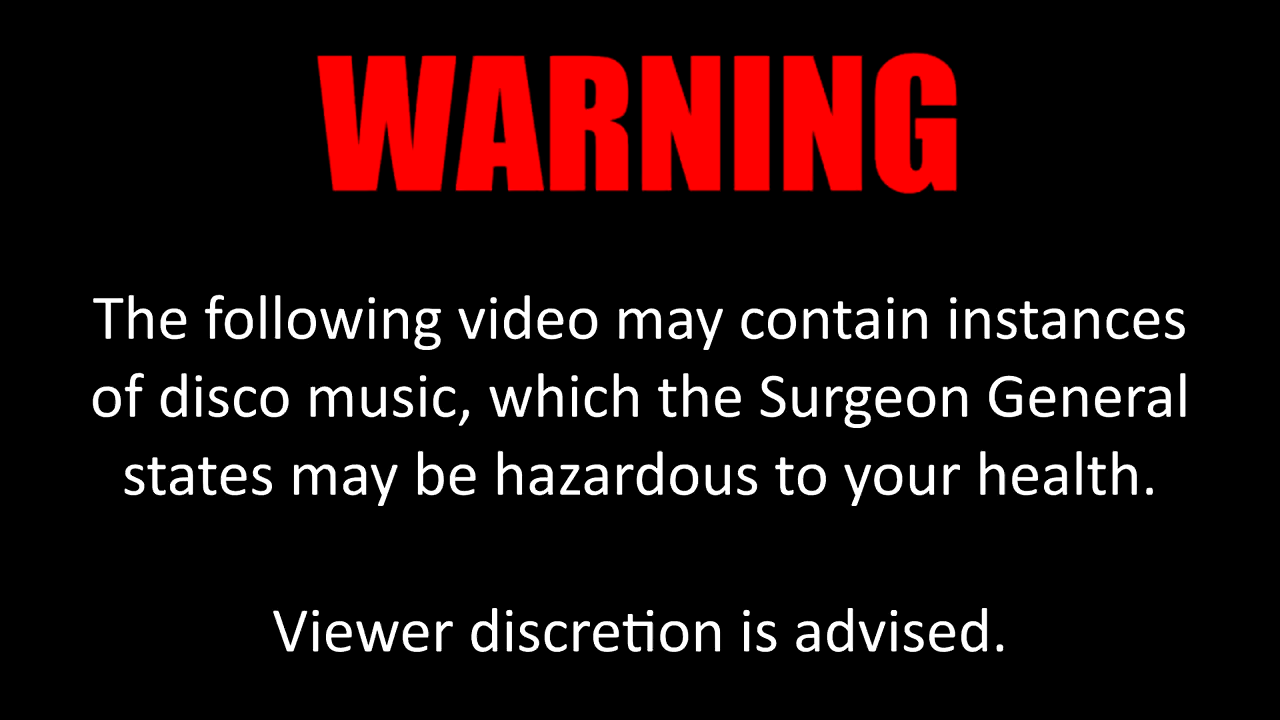 WARNING
The following video may contain instances
of disco music, which the Surgeon General
states may be hazardous to your health.
Viewer discretion is advised.